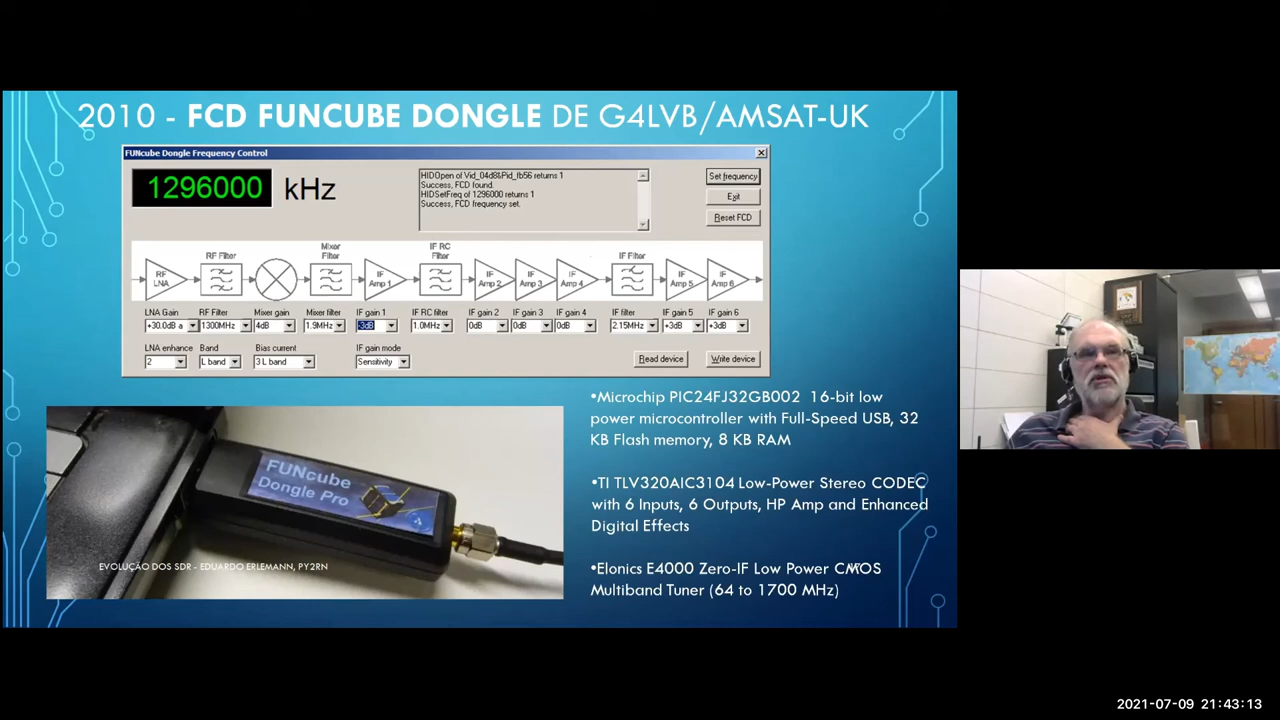 2010 - FCD FUNCUBE DONGLE DE G4LVB/AMSAT-UK
FUNcube Dongle Frequency Control
1296000 kHz
HIDOpen of Vid_04d8&Pid_fb56 returns 1
Success, FCD found.
HIDSetFreq of 1296000 returns 1
Success, FCD frequency set.
Set frequency
Exit
Reset FCD
RF LNA
RF Filter
Mixer Filter
IF Amp 1
IF RC Filter
IF Amp 2
IF Amp 3
IF Amp 4
IF Filter
IF Amp 5
IF Amp 6
LNA Gain RF Filter Mixer gain Mixer filter IF gain 1 IF RC filter IF gain 2 IF gain 3 IF gain 4 IF filter IF gain 5 IF gain 6
+30.0dB a 1300MHz 4dB 1.9MHz -3dB 1.0MHz 0dB 0dB 0dB 2.15MHz +3dB +3dB
LNA enhance Band Bias current IF gain mode
2 L band 3 L band Sensitivity Read device Write device
•Microchip PIC24FJ32GB002 16-bit low
power microcontroller with Full-Speed USB, 32
KB Flash memory, 8 KB RAM
•TI TLV320AIC3104 Low-Power Stereo CODEC
with 6 Inputs, 6 Outputs, HP Amp and Enhanced
Digital Effects
•Elonics E4000 Zero-IF Low Power CMOS
Multiband Tuner (64 to 1700 MHz)
FUNcube
Dongle Pro
EVOLUÇÃO DOS SDR - EDUARDO ERLEMANN, PY2RN
2021-07-09 21:43:13